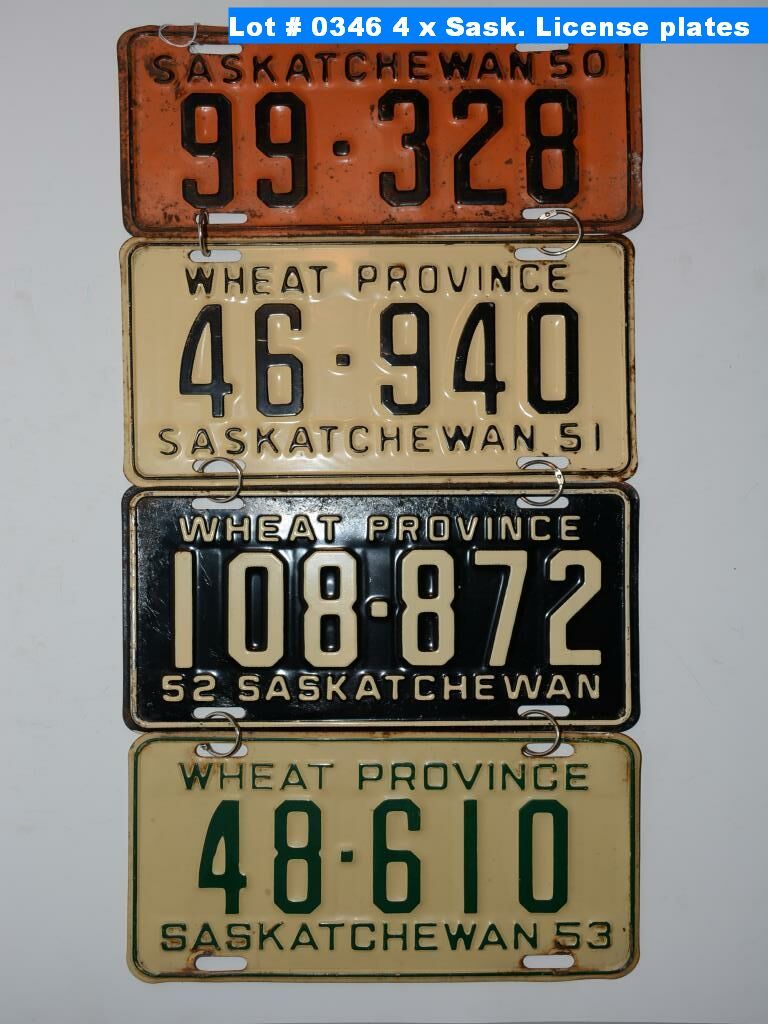 Lot # 0346 4 x Sask. License plates
SASKATCHEWAN 50
99·328
WHEAT PROVINCE
46·940
SASKATCHEWAN 51
WHEAT PROVINCE
108·872
52 SASKATCHEWAN
WHEAT PROVINCE
48·610
SASKATCHEWAN 53